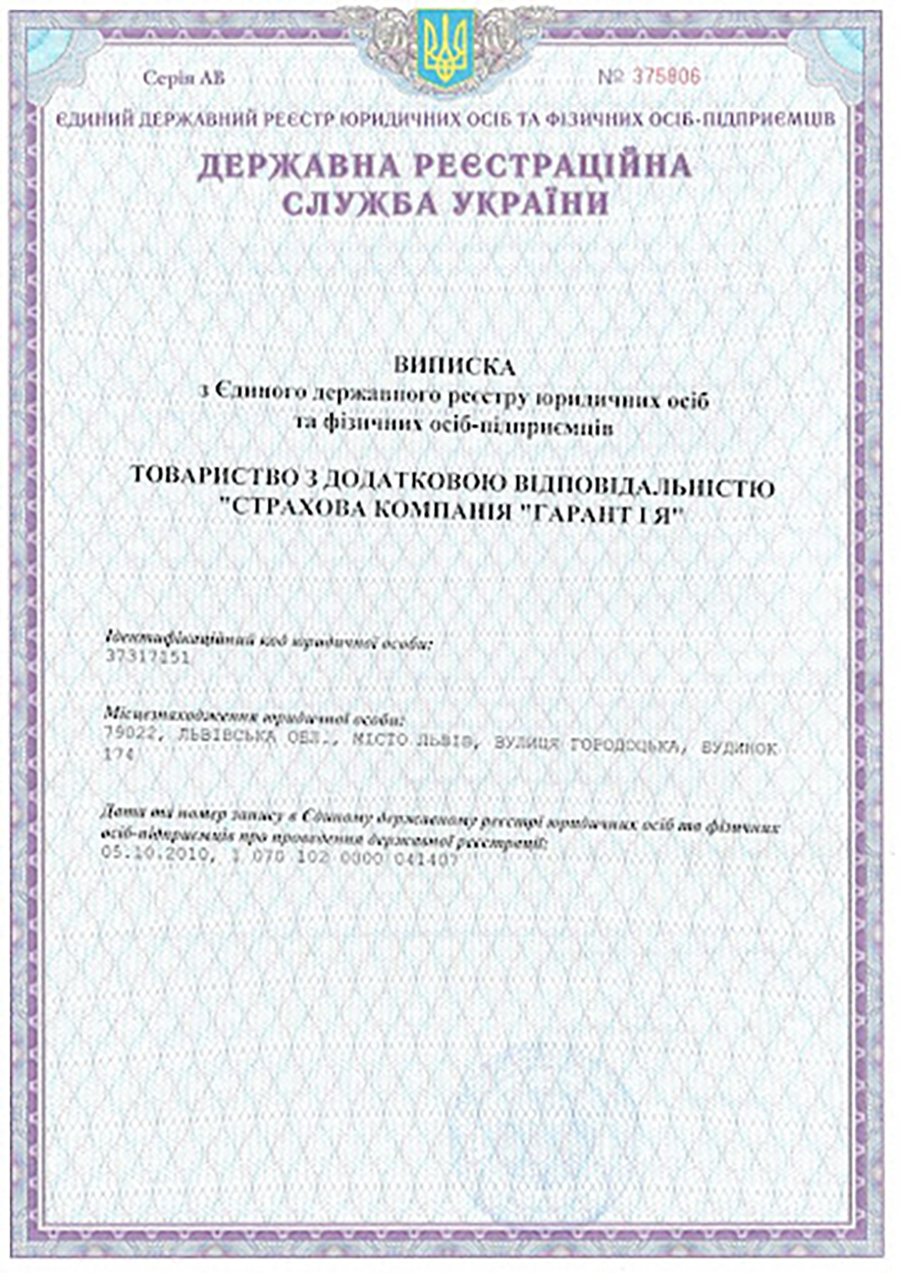 Серія АВ
№ 375806
ЄДИНИЙ ДЕРЖАВНИЙ РЕЄСТР ЮРИДИЧНИХ ОСІБ ТА ФІЗИЧНИХ ОСІБ-ПІДПРИЄМЦІВ
ДЕРЖАВНА РЕЄСТРАЦІЙНА
СЛУЖБА УКРАЇНИ
ВИПИСКА
з Єдиного державного реєстру юридичних осіб
та фізичних осіб-підприємців
ТОВАРИСТВО З ДОДАТКОВОЮ ВІДПОВІДАЛЬНІСТЮ
"СТРАХОВА КОМПАНІЯ "ГАРАНТ І Я"
Ідентифікаційний код юридичної особи:
37317151
Місцезнаходження юридичної особи:
79022, ЛЬВІВСЬКА ОБЛ., МІСТО ЛЬВІВ, ВУЛИЦЯ ГОРОДОЦЬКА, БУДИНОК
174
Дата та номер запису в Єдиному державному реєстрі юридичних осіб та фізичних
осіб-підприємців про проведення державної реєстрації:
05.10.2010, 1 070 102 0000 041407